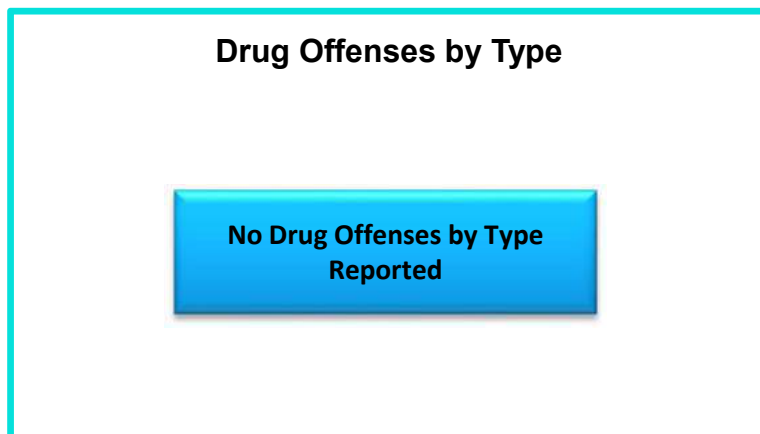 Drug Offenses by Type
No Drug Offenses by Type
Reported